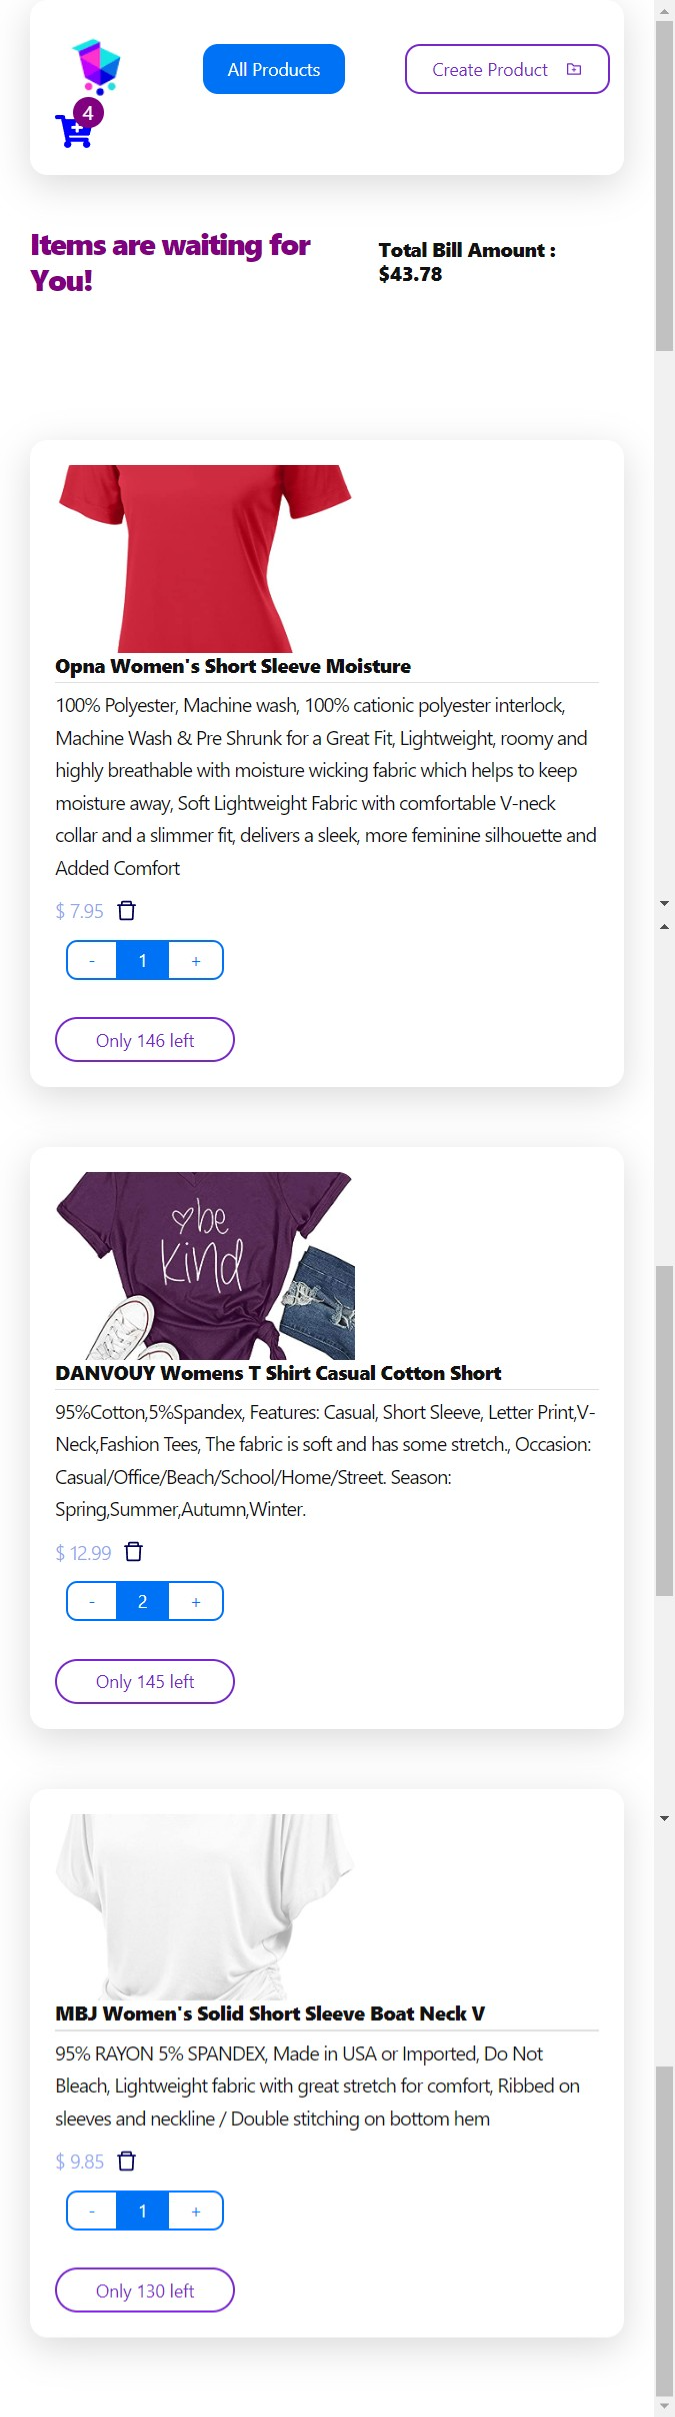 All Products
Create Product
4
Items are waiting for
You!
Total Bill Amount :
$43.78
Opna Women's Short Sleeve Moisture
100% Polyester, Machine wash, 100% cationic polyester interlock,
Machine Wash & Pre Shrunk for a Great Fit, Lightweight, roomy and
highly breathable with moisture wicking fabric which helps to keep
moisture away, Soft Lightweight Fabric with comfortable V-neck
collar and a slimmer fit, delivers a sleek, more feminine silhouette and
Added Comfort
$ 7.95
- 1 +
Only 146 left
be
kind
DANVOUY Womens T Shirt Casual Cotton Short
95%Cotton,5%Spandex, Features: Casual, Short Sleeve, Letter Print,V-
Neck,Fashion Tees, The fabric is soft and has some stretch., Occasion:
Casual/Office/Beach/School/Home/Street. Season:
Spring,Summer,Autumn,Winter.
$ 12.99
- 2 +
Only 145 left
MBJ Women's Solid Short Sleeve Boat Neck V
95% RAYON 5% SPANDEX, Made in USA or Imported, Do Not
Bleach, Lightweight fabric with great stretch for comfort, Ribbed on
sleeves and neckline / Double stitching on bottom hem
$ 9.85
- 1 +
Only 130 left